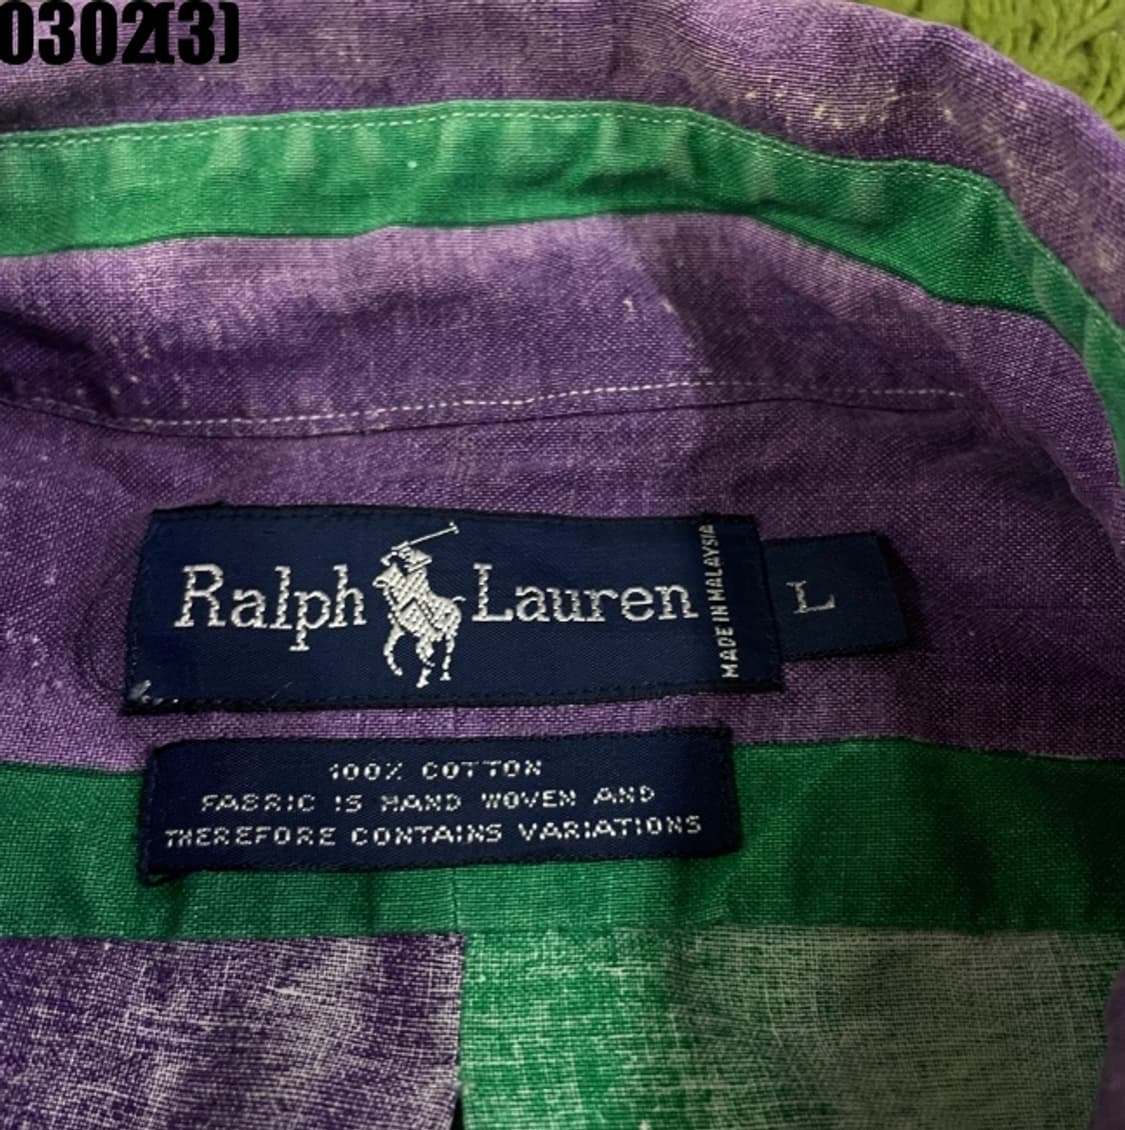 0302(3)
Ralph Lauren
MADE IN MALAYSIA
L
100% COTTON
FABRIC IS HAND WOVEN AND
THEREFORE CONTAINS VARIATIONS